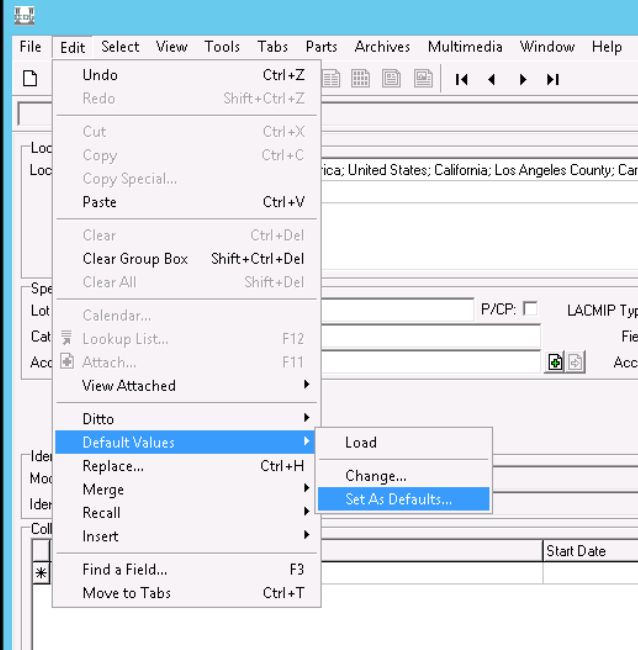 File Edit Select View Tools Tabs Parts Archives Multimedia Window Help
Undo Ctrl+Z
Redo Shift+Ctrl+Z
Cut Ctrl+X
Copy Ctrl+C
Copy Special...
Paste Ctrl+V
Clear Ctrl+Del
Clear Group Box Shift+Ctrl+Del
Clear All Shift+Del
Calendar...
Lookup List... F12
Attach... F11
View Attached
Ditto
Default Values
Replace... Ctrl+H
Merge
Recall
Insert
Find a Field... F3
Move to Tabs Ctrl+T
Load
Change...
Set As Defaults...
Loc
Loc
rica; United States; California; Los Angeles County; Car
Spe
Lot
P/CP:
LACMIP Typ
Cat
Fie
Acc
Acc
Ider
Moc
Ider
Coll
Start Date